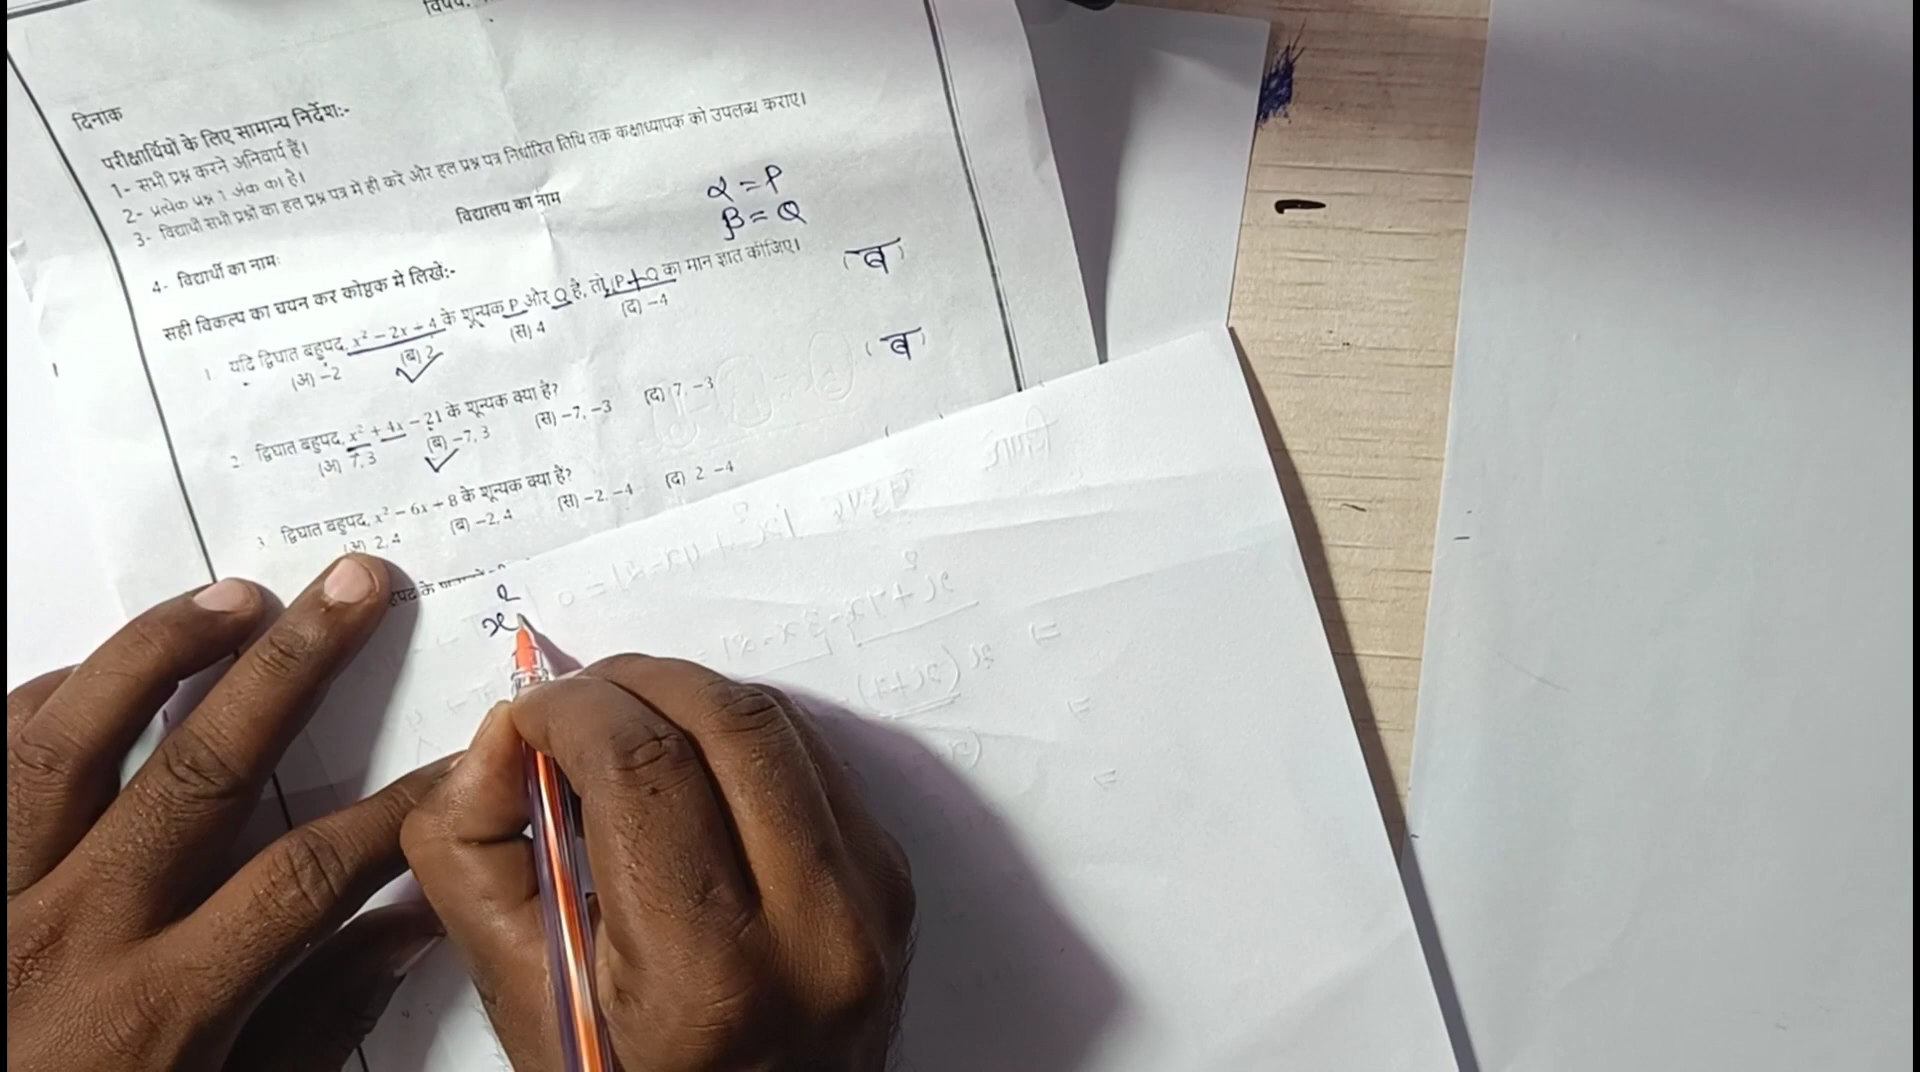 दिनांक
परीक्षार्थियों के लिए सामान्य निर्देश:-
1- सभी प्रश्न करने अनिवार्य हैं।
2- प्रत्येक प्रश्न 1 अंक का है।
3- विद्यार्थी सभी प्रश्नों का हल प्रश्न पत्र में ही करें और हल प्रश्न पत्र निर्धारित तिथि तक कक्षाध्यापक को उपलब्ध कराए।
4- विद्यार्थी का नामः विद्यालय का नाम
α = P
β = Q
सही विकल्प का चयन कर कोष्ठक मे लिखें:-
1 यदि द्विघात बहुपद, x² − 2x + 4 के शून्यक P और Q है, तो, P + Q का मान ज्ञात कीजिए। (ब)
(अ) −2 (ब) 2 (स) 4 (द) −4
2 द्विघात बहुपद, x² + 4x − 21 के शून्यक क्या है? (ब)
(अ) 7, 3 (ब) −7, 3 (स) −7, −3 (द) 7, −3
3 द्विघात बहुपद, x² − 6x + 8 के शून्यक क्या हैं?
(अ) 2, 4 (ब) −2, 4 (स) −2, −4 (द) 2 −4
x²